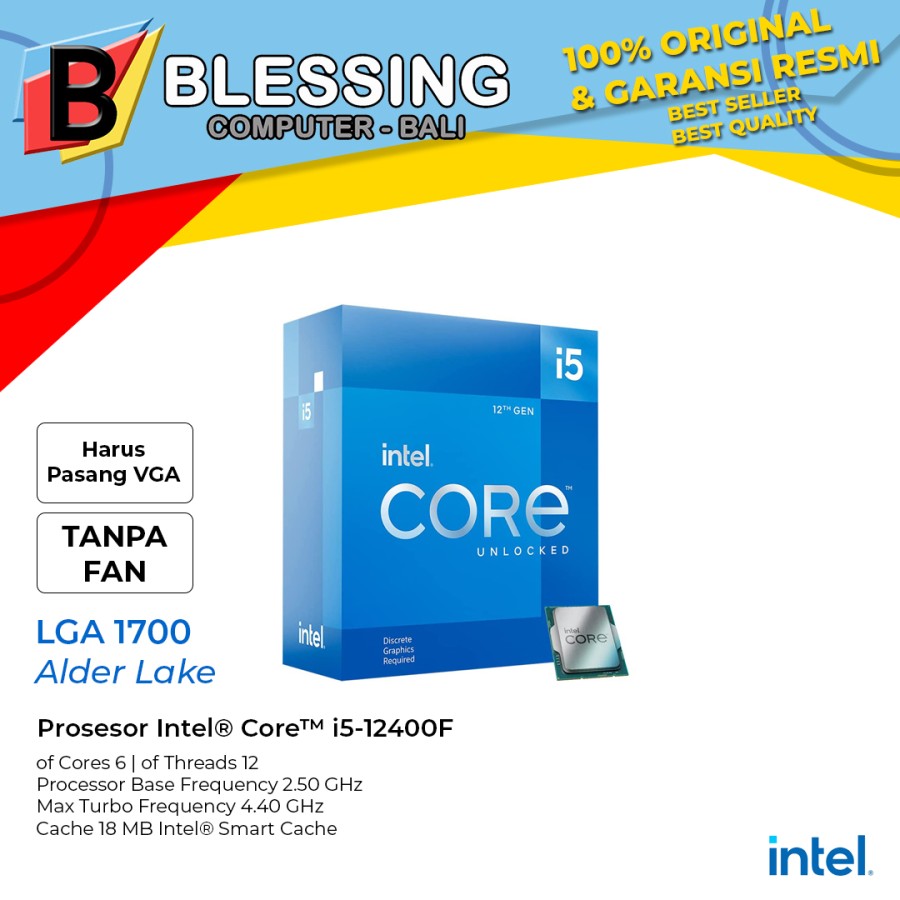 B
BLESSING
COMPUTER - BALI
100% ORIGINAL
& GARANSI RESMI
BEST SELLER
BEST QUALITY
i5
i5
12TH GEN
intel.
CORe™
UNLOCKED
intel.
Discrete
Graphics
Required
intel
CORe
Harus
Pasang VGA
TANPA
FAN
LGA 1700
Alder Lake
Prosesor Intel® Core™ i5-12400F
of Cores 6 | of Threads 12
Processor Base Frequency 2.50 GHz
Max Turbo Frequency 4.40 GHz
Cache 18 MB Intel® Smart Cache
intel.